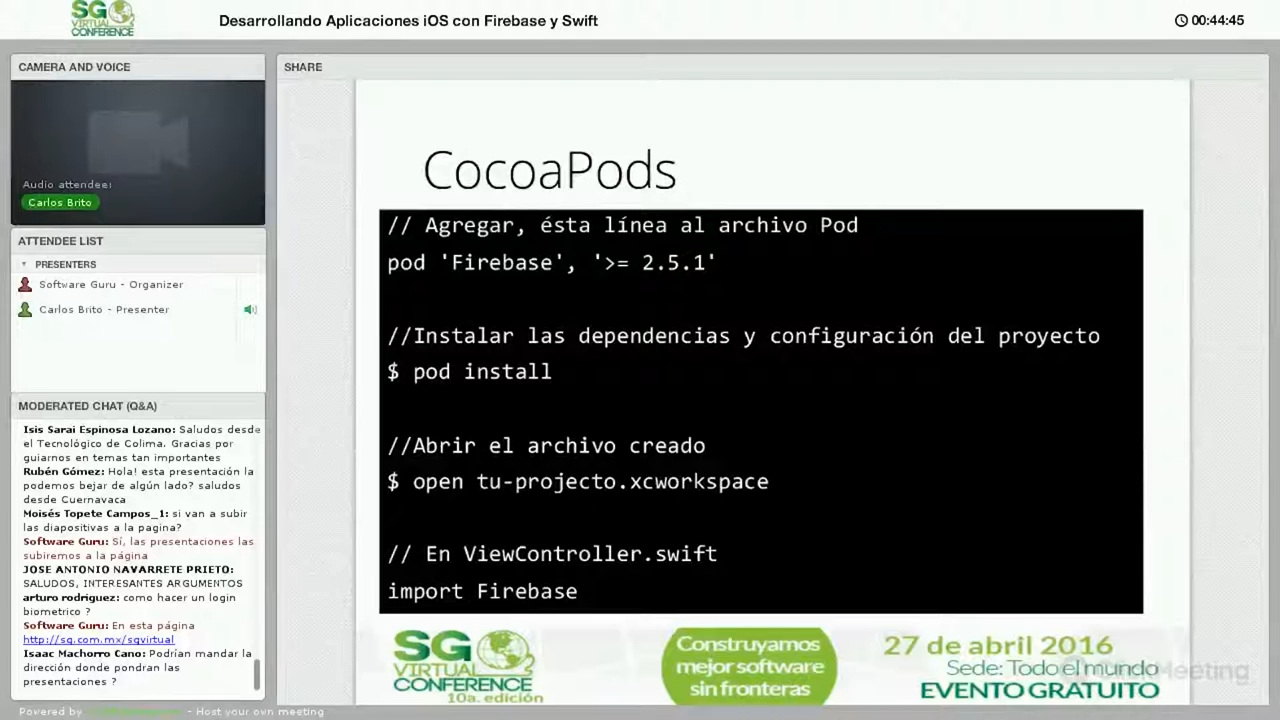 SG
VIRTUAL
CONFERENCE
Desarrollando Aplicaciones iOS con Firebase y Swift
00:44:45
CAMERA AND VOICE
Audio attendee:
Carlos Brito
ATTENDEE LIST
PRESENTERS
Software Guru - Organizer
Carlos Brito - Presenter
MODERATED CHAT (Q&A)
Isis Sarai Espinosa Lozano: Saludos desde
el Tecnológico de Colima. Gracias por
guiarnos en temas tan importantes
Rubén Gómez: Hola! esta presentación la
podemos bejar de algún lado? saludos
desde Cuernavaca
Moisés Topete Campos_1: si van a subir
las diapositivas a la pagina?
Software Guru: Sí, las presentaciones las
subiremos a la página
JOSE ANTONIO NAVARRETE PRIETO:
SALUDOS, INTERESANTES ARGUMENTOS
arturo rodriguez: como hacer un login
biometrico ?
Software Guru: En esta página
http://sg.com.mx/sgvirtual
Isaac Machorro Cano: Podrían mandar la
dirección donde pondran las
presentaciones ?
Powered by - Host your own meeting
SHARE
CocoaPods
// Agregar, ésta línea al archivo Pod
pod 'Firebase', '>= 2.5.1'
//Instalar las dependencias y configuración del proyecto
$ pod install
//Abrir el archivo creado
$ open tu-projecto.xcworkspace
// En ViewController.swift
import Firebase
SG
VIRTUAL
CONFERENCE
10a. edición
Construyamos
mejor software
sin fronteras
27 de abril 2016
Sede: Todo el mundo
EVENTO GRATUITO